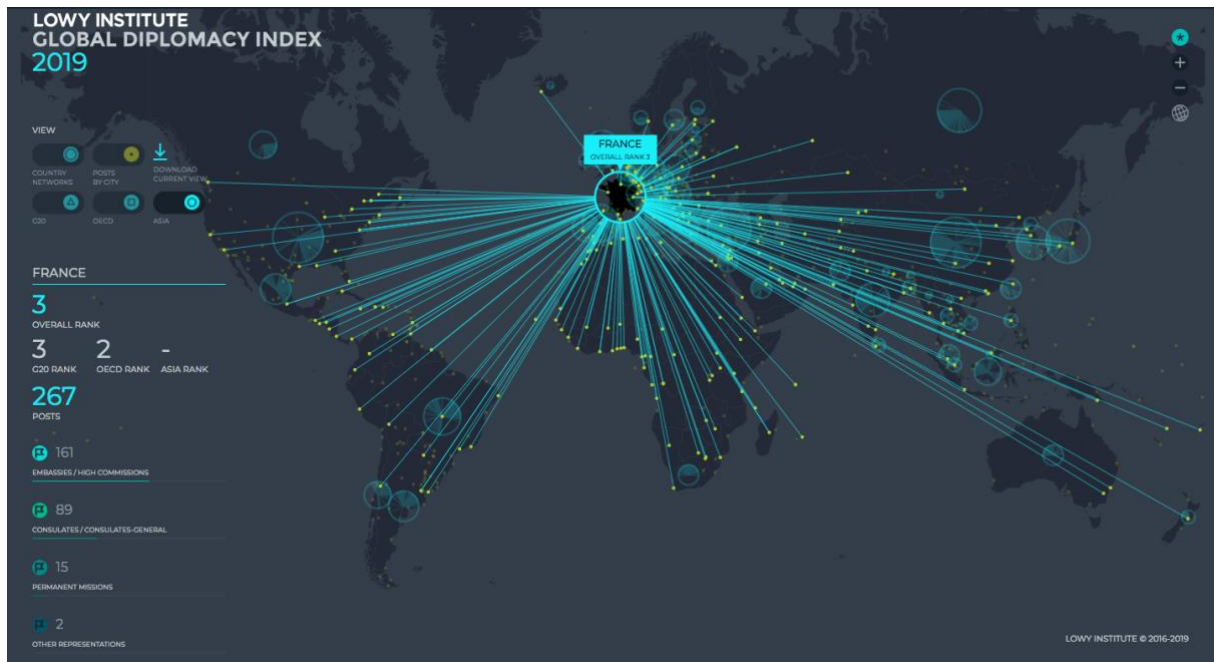 LOWY INSTITUTE
GLOBAL DIPLOMACY INDEX
2019
VIEW
COUNTRY NETWORKS
POSTS BY CITY
DOWNLOAD CURRENT VIEW
G20
OECD
ASIA
FRANCE
OVERALL RANK 3
FRANCE
3
OVERALL RANK
3 2 -
G20 RANK OECD RANK ASIA RANK
267
POSTS
161
EMBASSIES / HIGH COMMISSIONS
89
CONSULATES / CONSULATES-GENERAL
15
PERMANENT MISSIONS
2
OTHER REPRESENTATIONS
LOWY INSTITUTE © 2016-2019